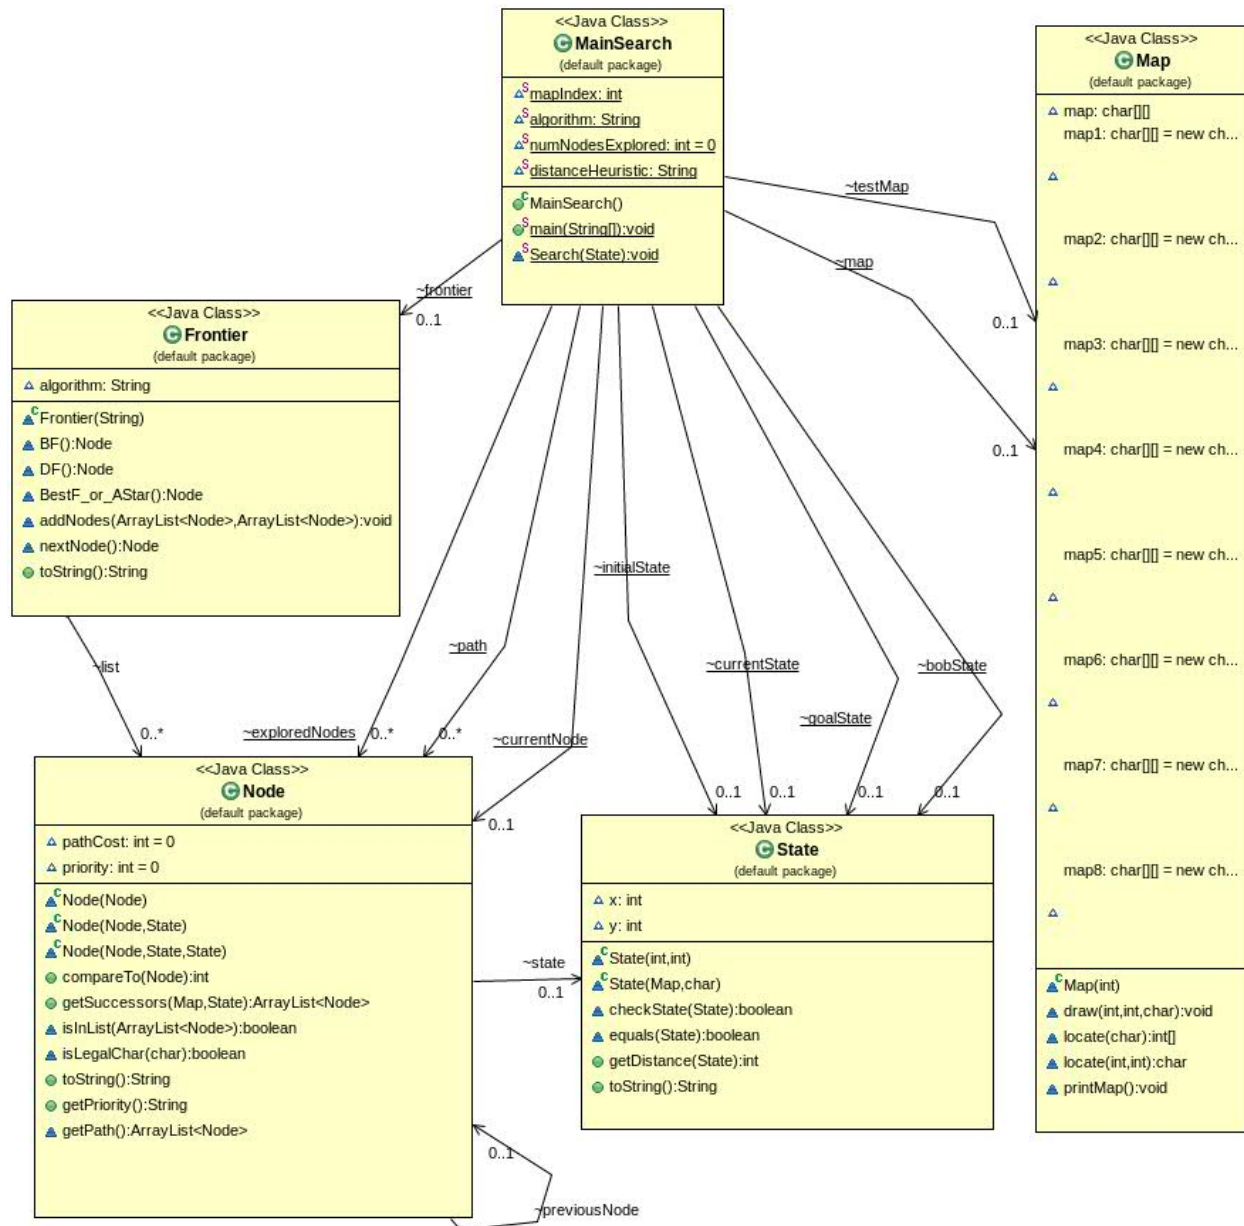 <<Java Class>>
MainSearch
(default package)
mapIndex: int
algorithm: String
numNodesExplored: int = 0
distanceHeuristic: String
MainSearch()
main(String[]):void
Search(State):void
<<Java Class>>
Map
(default package)
map: char[][]
map1: char[][] = new ch...
map2: char[][] = new ch...
map3: char[][] = new ch...
map4: char[][] = new ch...
map5: char[][] = new ch...
map6: char[][] = new ch...
map7: char[][] = new ch...
map8: char[][] = new ch...
Map(int)
draw(int,int,char):void
locate(char):int[]
locate(int,int):char
printMap():void
~testMap
0..1
~map
0..1
~frontier
0..1
<<Java Class>>
Frontier
(default package)
algorithm: String
Frontier(String)
BF():Node
DF():Node
BestF_or_AStar():Node
addNodes(ArrayList<Node>,ArrayList<Node>):void
nextNode():Node
toString():String
~list
0..*
~exploredNodes
0..*
~path
0..*
~currentNode
0..1
~initialState
0..1
~currentState
0..1
~goalState
0..1
~bobState
0..1
<<Java Class>>
Node
(default package)
pathCost: int = 0
priority: int = 0
Node(Node)
Node(Node,State)
Node(Node,State,State)
compareTo(Node):int
getSuccessors(Map,State):ArrayList<Node>
isInList(ArrayList<Node>):boolean
isLegalChar(char):boolean
toString():String
getPriority():String
getPath():ArrayList<Node>
~state
0..1
0..1
~previousNode
<<Java Class>>
State
(default package)
x: int
y: int
State(int,int)
State(Map,char)
checkState(State):boolean
equals(State):boolean
getDistance(State):int
toString():String